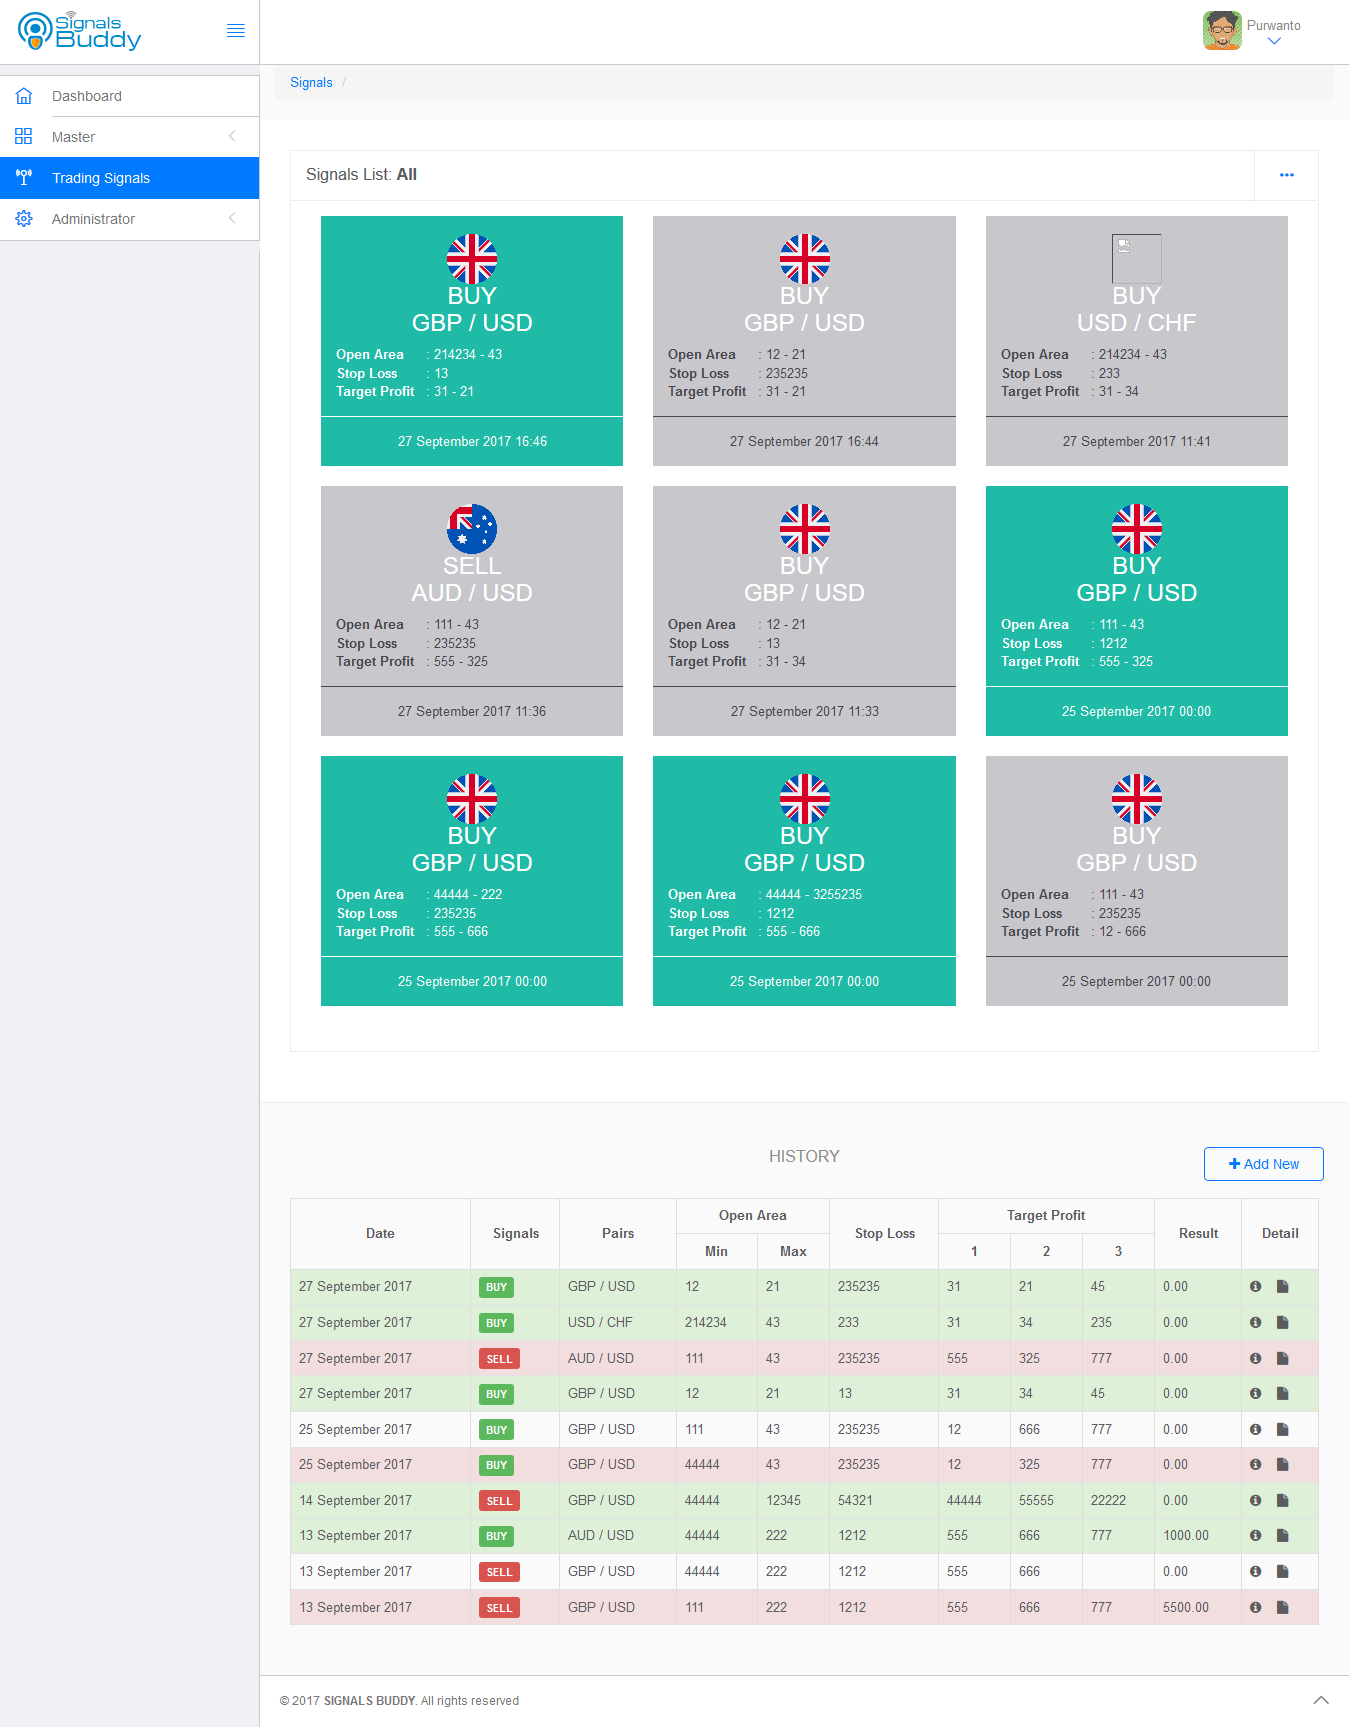 Signals
Buddy
Purwanto
Signals /
Dashboard
Master
Trading Signals
Administrator
Signals List: All
BUY
GBP / USD
Open Area : 214234 - 43
Stop Loss : 13
Target Profit : 31 - 21
27 September 2017 16:46
BUY
GBP / USD
Open Area : 12 - 21
Stop Loss : 235235
Target Profit : 31 - 21
27 September 2017 16:44
BUY
USD / CHF
Open Area : 214234 - 43
Stop Loss : 233
Target Profit : 31 - 34
27 September 2017 11:41
SELL
AUD / USD
Open Area : 111 - 43
Stop Loss : 235235
Target Profit : 555 - 325
27 September 2017 11:36
BUY
GBP / USD
Open Area : 12 - 21
Stop Loss : 13
Target Profit : 31 - 34
27 September 2017 11:33
BUY
GBP / USD
Open Area : 111 - 43
Stop Loss : 1212
Target Profit : 555 - 325
25 September 2017 00:00
BUY
GBP / USD
Open Area : 44444 - 222
Stop Loss : 235235
Target Profit : 555 - 666
25 September 2017 00:00
BUY
GBP / USD
Open Area : 44444 - 3255235
Stop Loss : 1212
Target Profit : 555 - 666
25 September 2017 00:00
BUY
GBP / USD
Open Area : 111 - 43
Stop Loss : 235235
Target Profit : 12 - 666
25 September 2017 00:00
HISTORY
Add New
Date Signals Pairs Open Area Stop Loss Target Profit Result Detail
Min Max 1 2 3
27 September 2017 BUY GBP / USD 12 21 235235 31 21 45 0.00
27 September 2017 BUY USD / CHF 214234 43 233 31 34 235 0.00
27 September 2017 SELL AUD / USD 111 43 235235 555 325 777 0.00
27 September 2017 BUY GBP / USD 12 21 13 31 34 45 0.00
25 September 2017 BUY GBP / USD 111 43 235235 12 666 777 0.00
25 September 2017 BUY GBP / USD 44444 43 235235 12 325 777 0.00
14 September 2017 SELL GBP / USD 44444 12345 54321 44444 55555 22222 0.00
13 September 2017 BUY AUD / USD 44444 222 1212 555 666 777 1000.00
13 September 2017 SELL GBP / USD 44444 222 1212 555 666 0.00
13 September 2017 SELL GBP / USD 111 222 1212 555 666 777 5500.00
© 2017 SIGNALS BUDDY. All rights reserved